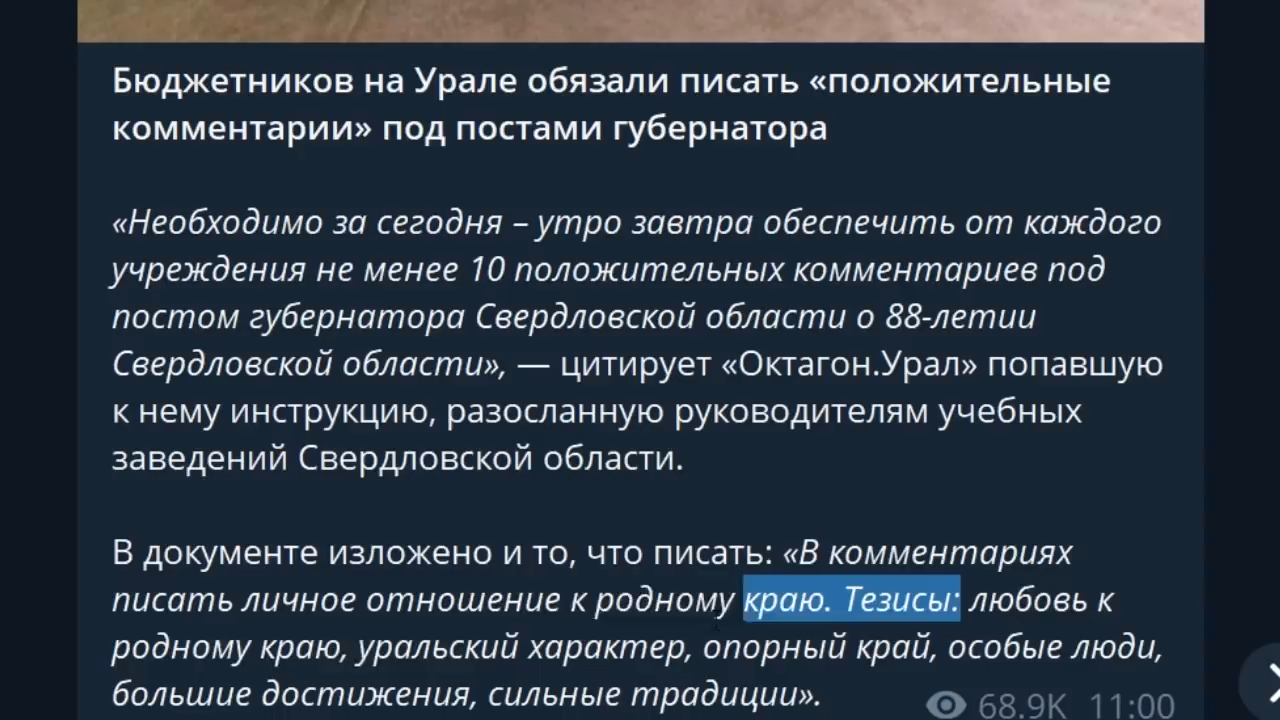 Бюджетников на Урале обязали писать «положительные
комментарии» под постами губернатора
«Необходимо за сегодня – утро завтра обеспечить от каждого
учреждения не менее 10 положительных комментариев под
постом губернатора Свердловской области о 88-летии
Свердловской области», — цитирует «Октагон.Урал» попавшую
к нему инструкцию, разосланную руководителям учебных
заведений Свердловской области.
В документе изложено и то, что писать: «В комментариях
писать личное отношение к родному краю. Тезисы: любовь к
родному краю, уральский характер, опорный край, особые люди,
большие достижения, сильные традиции».
68.9K 11:00